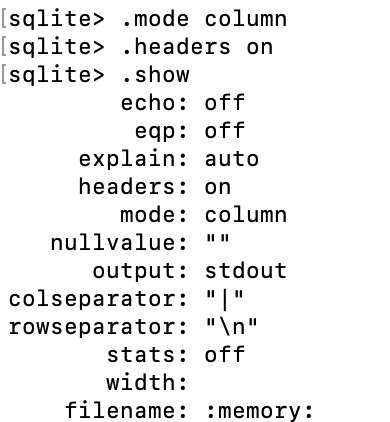 [sqlite> .mode column
[sqlite> .headers on
[sqlite> .show
echo: off
eqp: off
explain: auto
headers: on
mode: column
nullvalue: ""
output: stdout
colseparator: "|"
rowseparator: "\n"
stats: off
width:
filename: :memory: